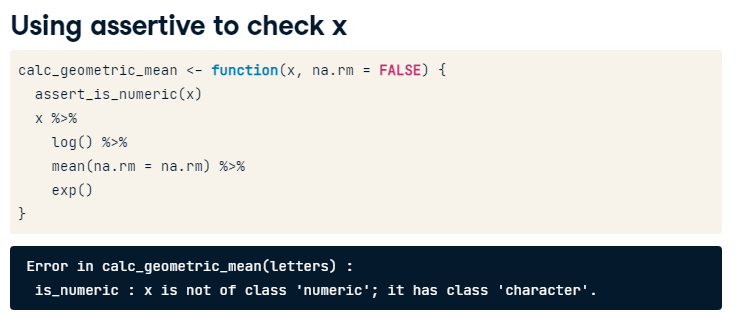 Using assertive to check x
calc_geometric_mean <- function(x, na.rm = FALSE) {
  assert_is_numeric(x)
  x %>%
    log() %>%
    mean(na.rm = na.rm) %>%
    exp()
}
Error in calc_geometric_mean(letters) :
 is_numeric : x is not of class 'numeric'; it has class 'character'.